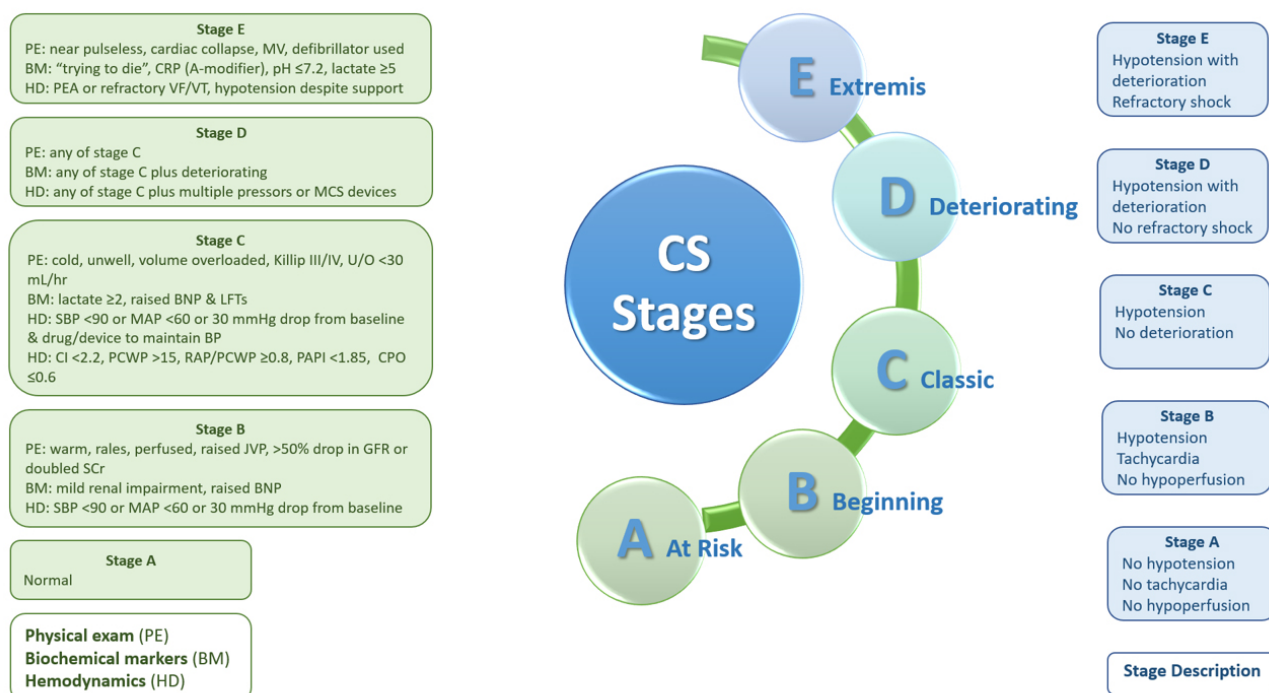 Stage E
PE: near pulseless, cardiac collapse, MV, defibrillator used
BM: “trying to die”, CRP (A-modifier), pH ≤7.2, lactate ≥5
HD: PEA or refractory VF/VT, hypotension despite support
Stage D
PE: any of stage C
BM: any of stage C plus deteriorating
HD: any of stage C plus multiple pressors or MCS devices
Stage C
PE: cold, unwell, volume overloaded, Killip III/IV, U/O <30
mL/hr
BM: lactate ≥2, raised BNP & LFTs
HD: SBP <90 or MAP <60 or 30 mmHg drop from baseline
& drug/device to maintain BP
HD: CI <2.2, PCWP >15, RAP/PCWP ≥0.8, PAPI <1.85, CPO
≤0.6
Stage B
PE: warm, rales, perfused, raised JVP, >50% drop in GFR or
doubled SCr
BM: mild renal impairment, raised BNP
HD: SBP <90 or MAP <60 or 30 mmHg drop from baseline
Stage A
Normal
Physical exam (PE)
Biochemical markers (BM)
Hemodynamics (HD)
CS
Stages
E Extremis
D Deteriorating
C Classic
B Beginning
A At Risk
Stage E
Hypotension with
deterioration
Refractory shock
Stage D
Hypotension with
deterioration
No refractory shock
Stage C
Hypotension
No deterioration
Stage B
Hypotension
Tachycardia
No hypoperfusion
Stage A
No hypotension
No tachycardia
No hypoperfusion
Stage Description